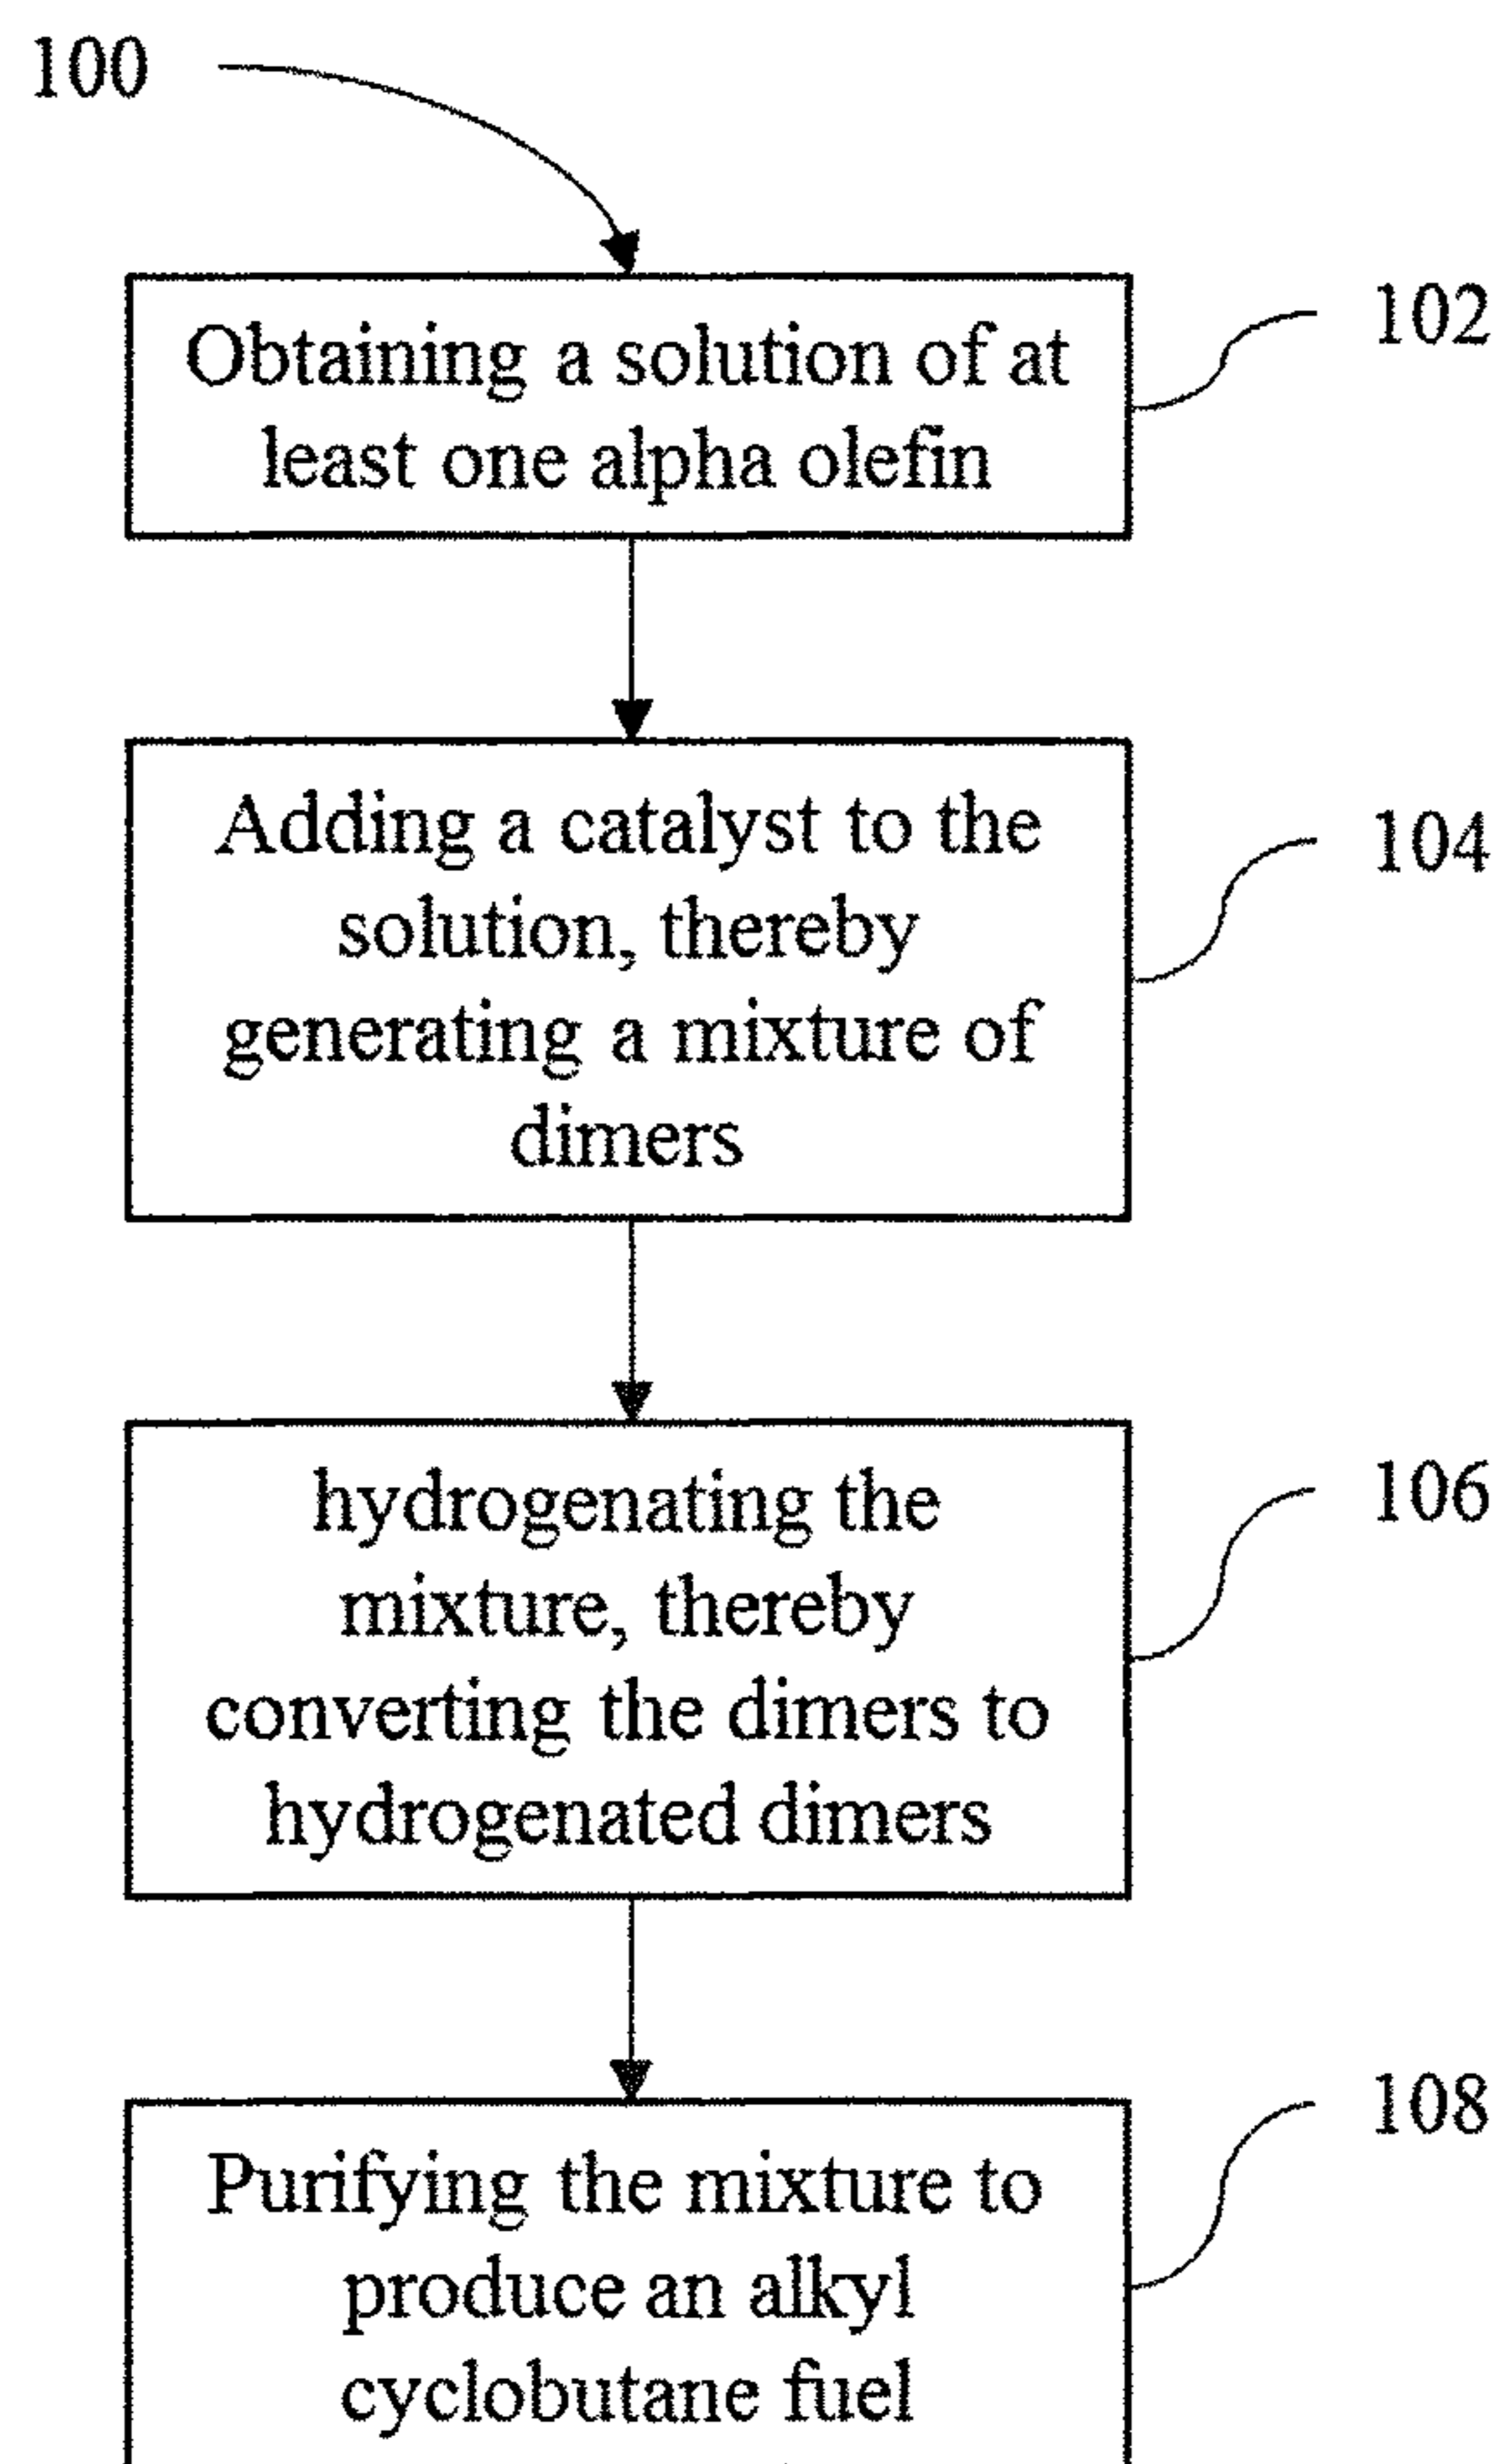 100
102
Obtaining a solution of at
least one alpha olefin
104
Adding a catalyst to the
solution, thereby
generating a mixture of
dimers
106
hydrogenating the
mixture, thereby
converting the dimers to
hydrogenated dimers
108
Purifying the mixture to
produce an alkyl
cyclobutane fuel